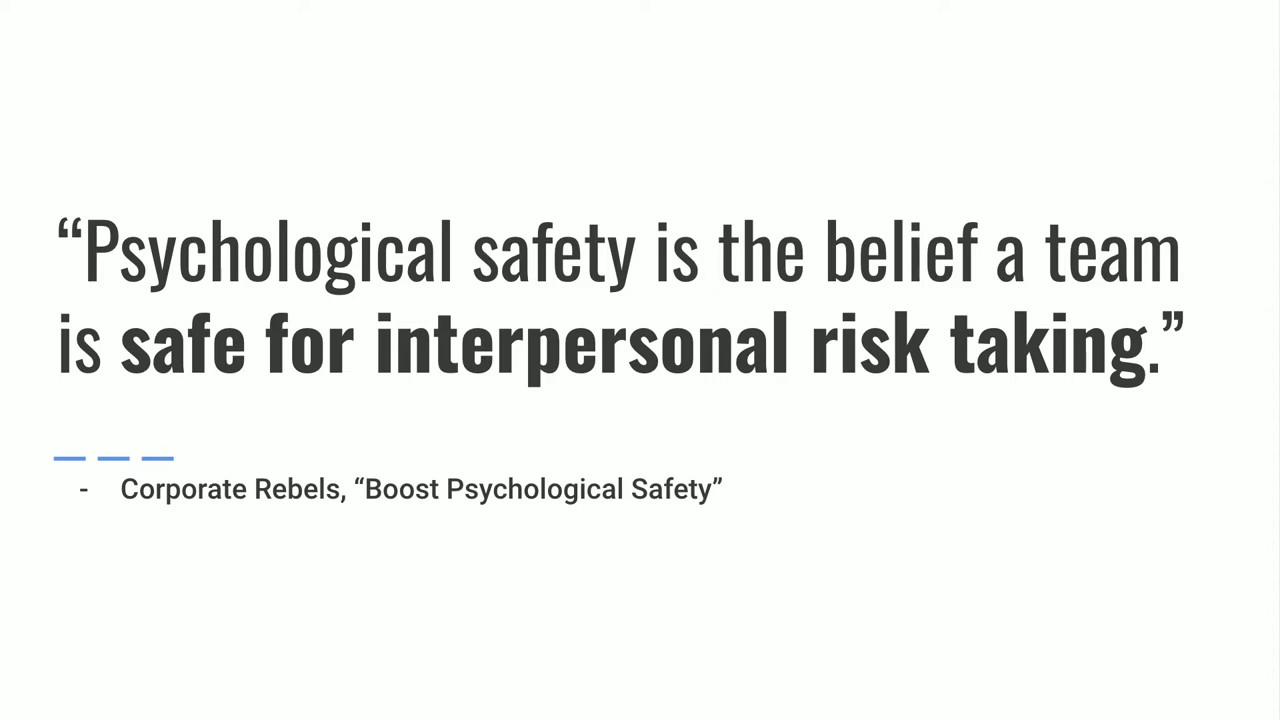 “Psychological safety is the belief a team
is safe for interpersonal risk taking.”
- Corporate Rebels, “Boost Psychological Safety”